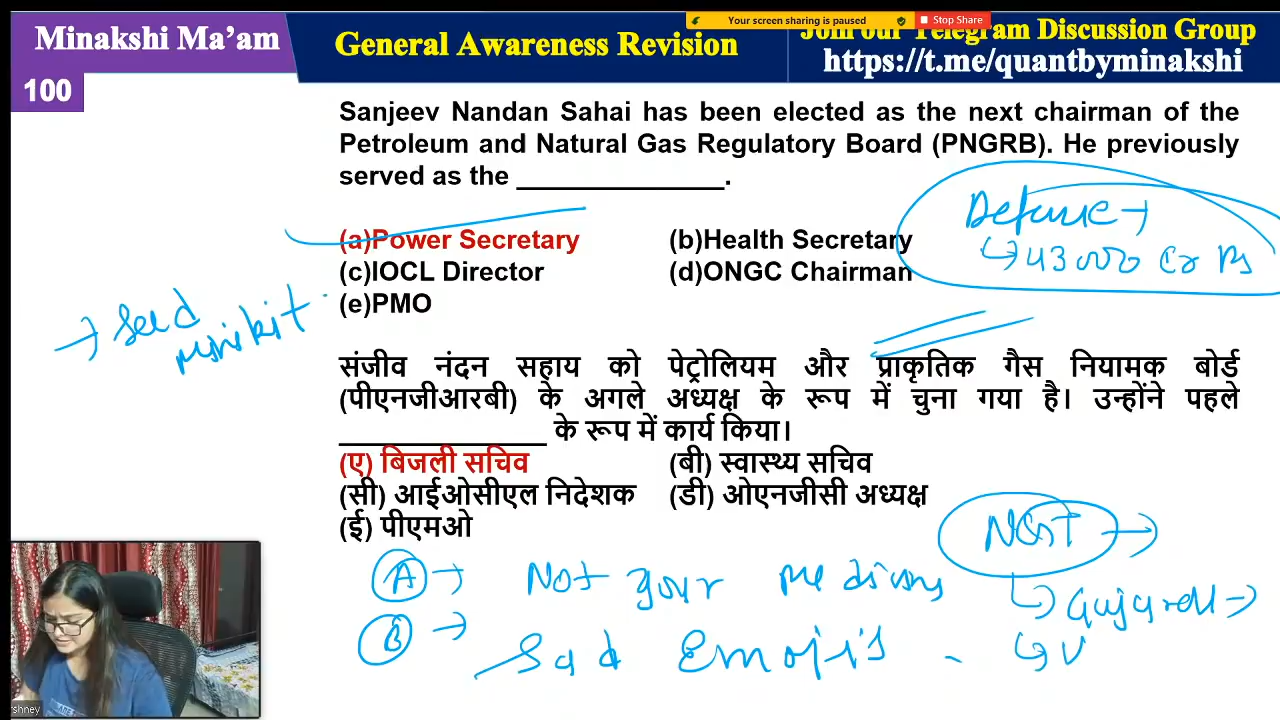 Your screen sharing is paused Stop Share
Minakshi Ma'am
General Awareness Revision
Join our Telegram Discussion Group
https://t.me/quantbyminakshi
100
Sanjeev Nandan Sahai has been elected as the next chairman of the
Petroleum and Natural Gas Regulatory Board (PNGRB). He previously
served as the ______________.
(a)Power Secretary (b)Health Secretary
(c)IOCL Director (d)ONGC Chairman
(e)PMO
Defense →
↳ 43000 Cr Rs
→ Seed
minikit
संजीव नंदन सहाय को पेट्रोलियम और प्राकृतिक गैस नियामक बोर्ड
(पीएनजीआरबी) के अगले अध्यक्ष के रूप में चुना गया है। उन्होंने पहले
______________ के रूप में कार्य किया।
(ए) बिजली सचिव (बी) स्वास्थ्य सचिव
(सी) आईओसीएल निदेशक (डी) ओएनजीसी अध्यक्ष
(ई) पीएमओ
A → Not your
B → Sad Emoji's
↳ U
rshney